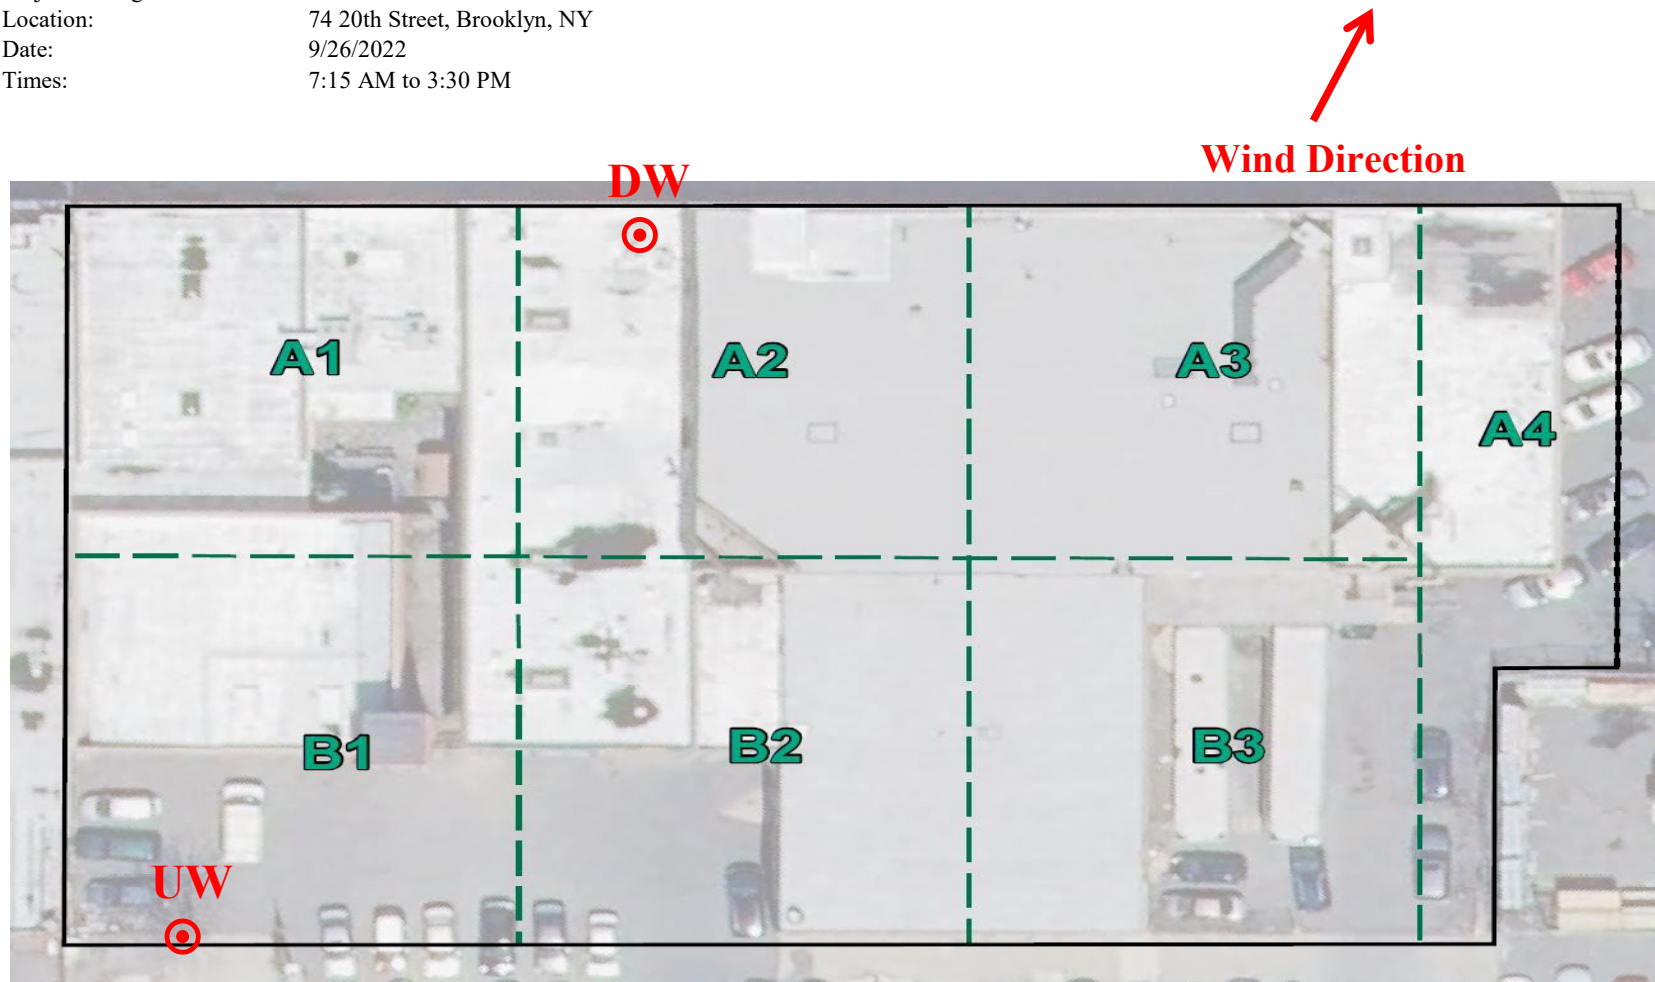 Location: 74 20th Street, Brooklyn, NY
Date: 9/26/2022
Times: 7:15 AM to 3:30 PM
Wind Direction
DW
A1
A2
A3
A4
B1
B2
B3
UW